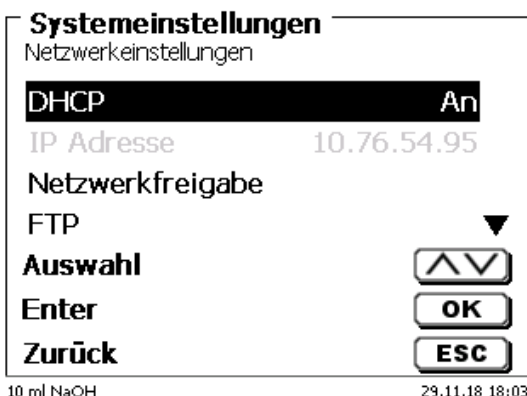 Systemeinstellungen
Netzwerkeinstellungen
DHCP An
IP Adresse 10.76.54.95
Netzwerkfreigabe
FTP ▼
Auswahl
Enter OK
Zurück ESC
10 ml NaOH 29.11.18 18:03